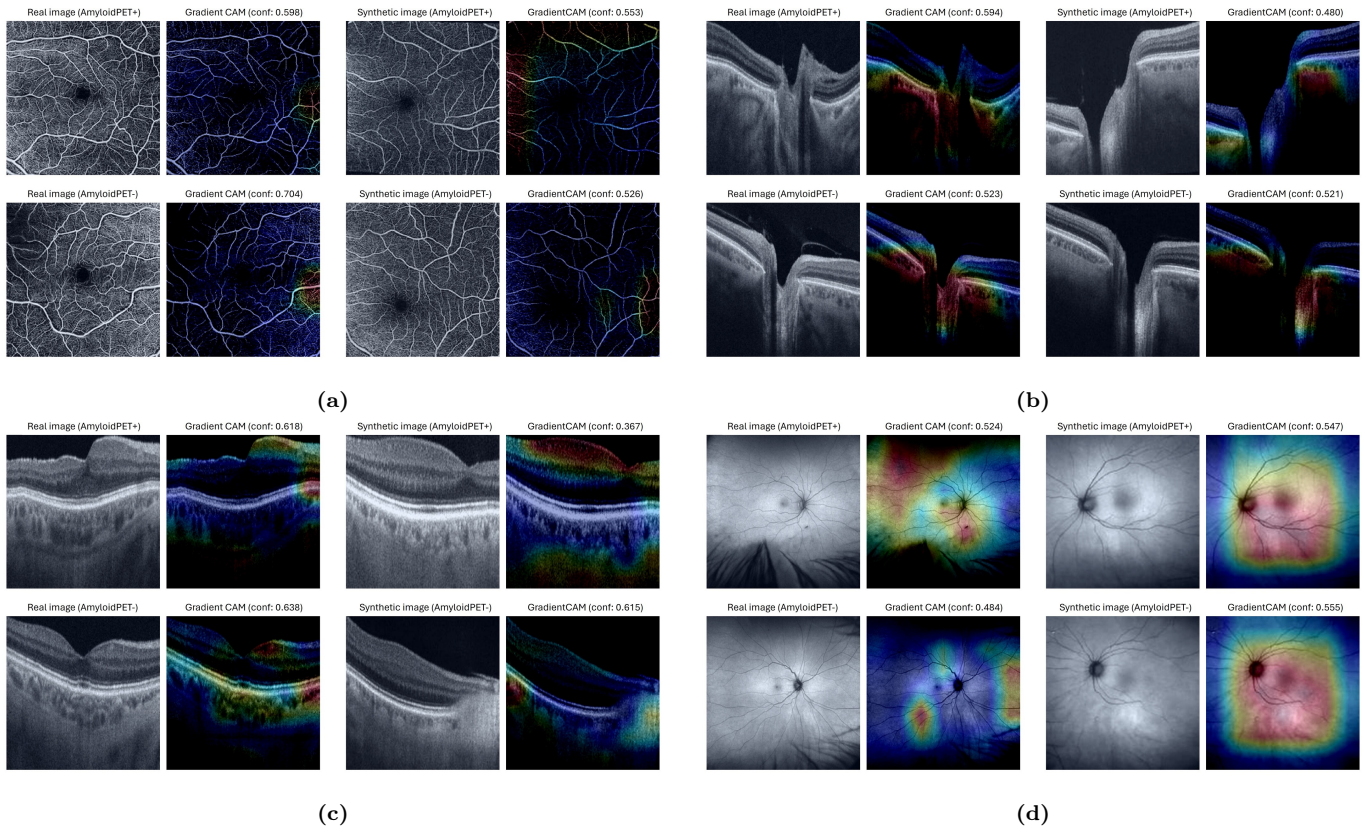 Real image (AmyloidPET+) Gradient CAM (conf: 0.598) Synthetic image (AmyloidPET+) GradientCAM (conf: 0.553)
Real image (AmyloidPET-) Gradient CAM (conf: 0.704) Synthetic image (AmyloidPET-) GradientCAM (conf: 0.526)
(a)
Real image (AmyloidPET+) Gradient CAM (conf: 0.594) Synthetic image (AmyloidPET+) GradientCAM (conf: 0.480)
Real image (AmyloidPET-) Gradient CAM (conf: 0.523) Synthetic image (AmyloidPET-) GradientCAM (conf: 0.521)
(b)
Real image (AmyloidPET+) Gradient CAM (conf: 0.618) Synthetic image (AmyloidPET+) GradientCAM (conf: 0.367)
Real image (AmyloidPET-) Gradient CAM (conf: 0.638) Synthetic image (AmyloidPET-) GradientCAM (conf: 0.615)
(c)
Real image (AmyloidPET+) Gradient CAM (conf: 0.524) Synthetic image (AmyloidPET+) GradientCAM (conf: 0.547)
Real image (AmyloidPET-) Gradient CAM (conf: 0.484) Synthetic image (AmyloidPET-) GradientCAM (conf: 0.555)
(d)